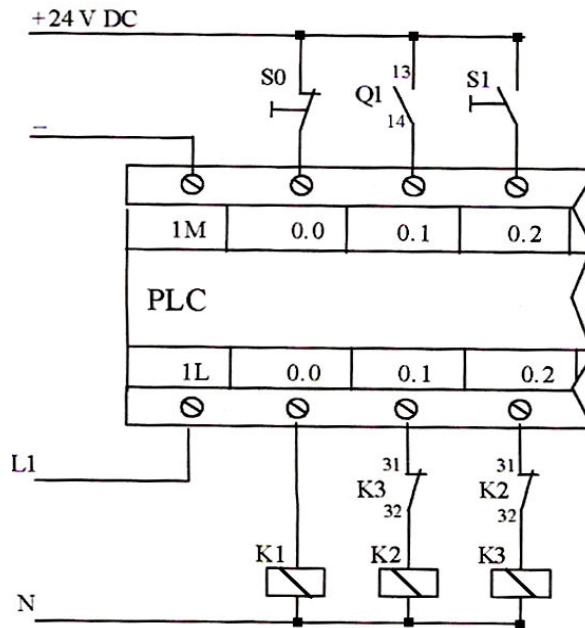 +24 V DC
S0 Q1 13 14 S1
–
1M 0.0 0.1 0.2
PLC
1L 0.0 0.1 0.2
L1
K3 31 32 K2 31 32
K1 K2 K3
N